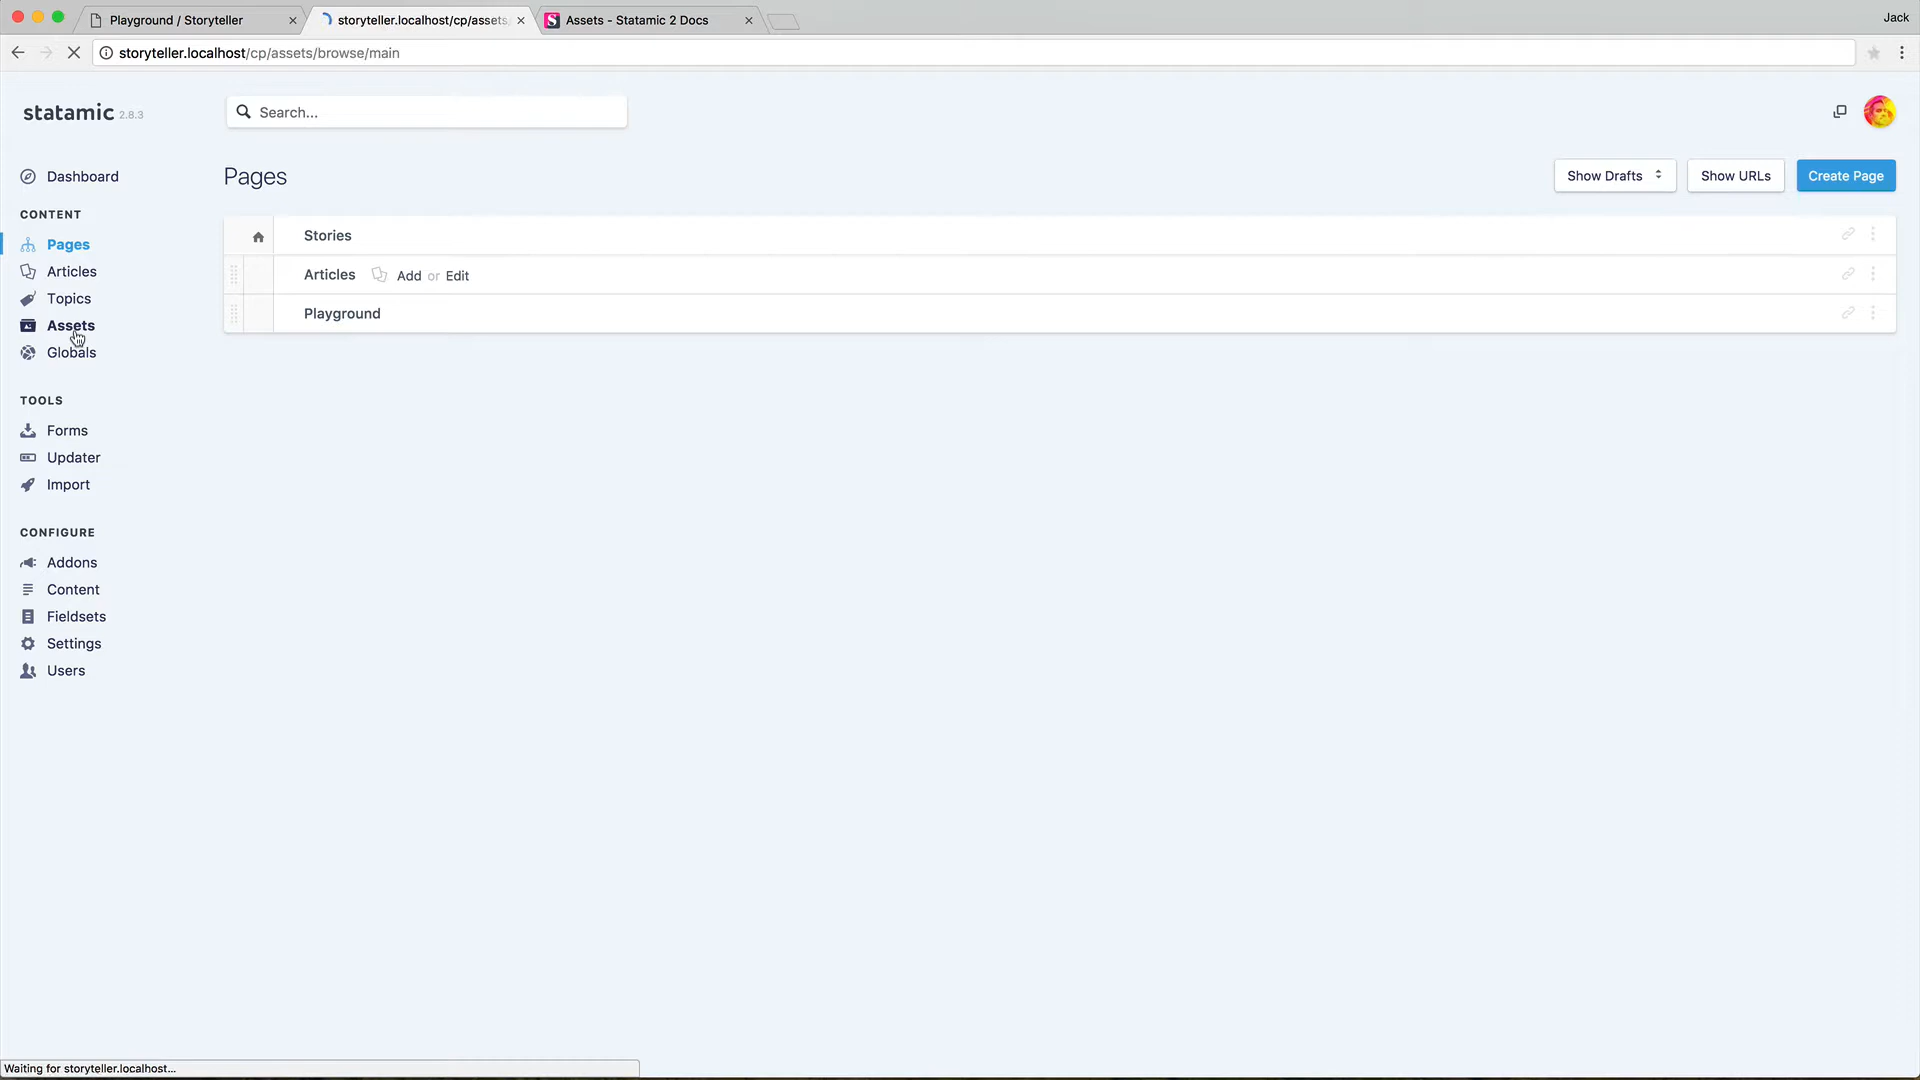 Playground / Storyteller
storyteller.localhost/cp/assets
Assets - Statamic 2 Docs
Jack
storyteller.localhost/cp/assets/browse/main
statamic 2.8.3
Search...
Dashboard
Pages
Show Drafts
Show URLs
Create Page
CONTENT
Pages
Articles
Topics
Assets
Globals
Stories
Articles Add or Edit
Playground
TOOLS
Forms
Updater
Import
CONFIGURE
Addons
Content
Fieldsets
Settings
Users
Waiting for storyteller.localhost...